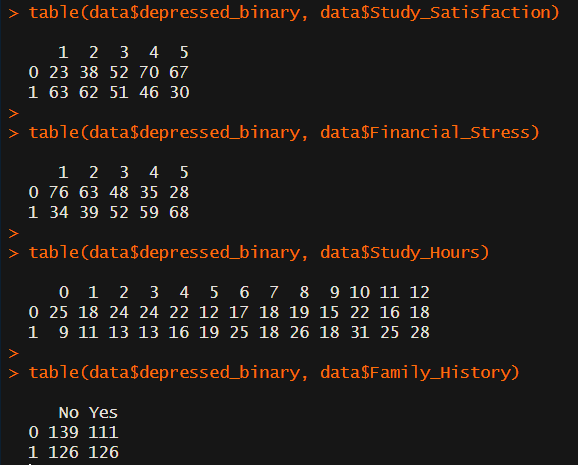 > table(data$depressed_binary, data$Study_Satisfaction)
     1  2  3  4  5
  0 23 38 52 70 67
  1 63 62 51 46 30
>
> table(data$depressed_binary, data$Financial_Stress)
     1  2  3  4  5
  0 76 63 48 35 28
  1 34 39 52 59 68
>
> table(data$depressed_binary, data$Study_Hours)
     0  1  2  3  4  5  6  7  8  9 10 11 12
  0 25 18 24 24 22 12 17 18 19 15 22 16 18
  1  9 11 13 13 16 19 25 18 26 18 31 25 28
>
> table(data$depressed_binary, data$Family_History)
     No Yes
  0 139 111
  1 126 126